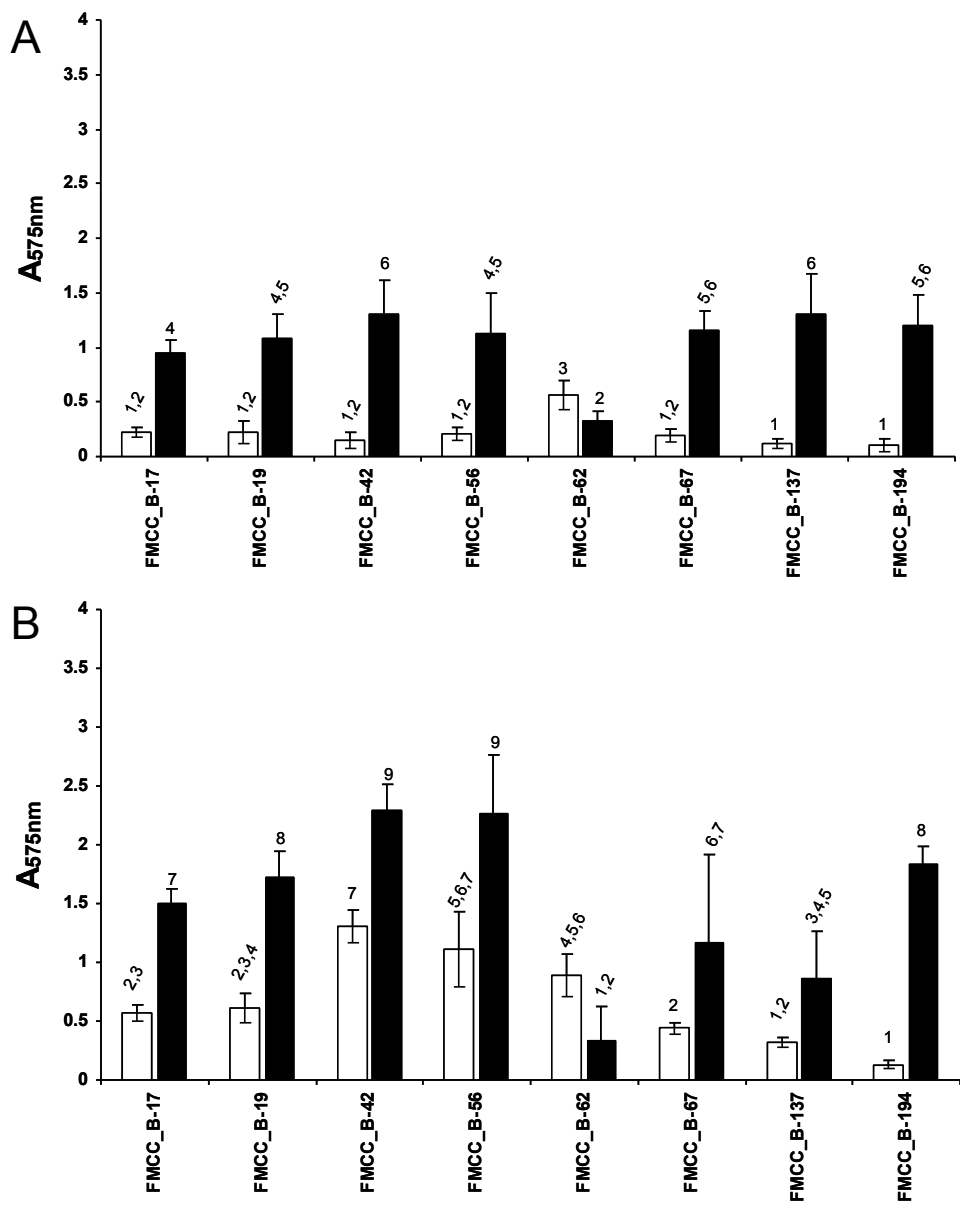 A
4
3.5
3
2.5
2
1.5
1
0.5
0
A575nm
1,2
4
1,2
4,5
1,2
6
1,2
4,5
3
2
1,2
5,6
1
6
1
5,6
FMCC_B-17
FMCC_B-19
FMCC_B-42
FMCC_B-56
FMCC_B-62
FMCC_B-67
FMCC_B-137
FMCC_B-194
B
4
3.5
3
2.5
2
1.5
1
0.5
0
A575nm
2,3
7
2,3,4
8
7
9
5,6,7
9
4,5,6
1,2
2
6,7
1,2
3,4,5
1
8
FMCC_B-17
FMCC_B-19
FMCC_B-42
FMCC_B-56
FMCC_B-62
FMCC_B-67
FMCC_B-137
FMCC_B-194